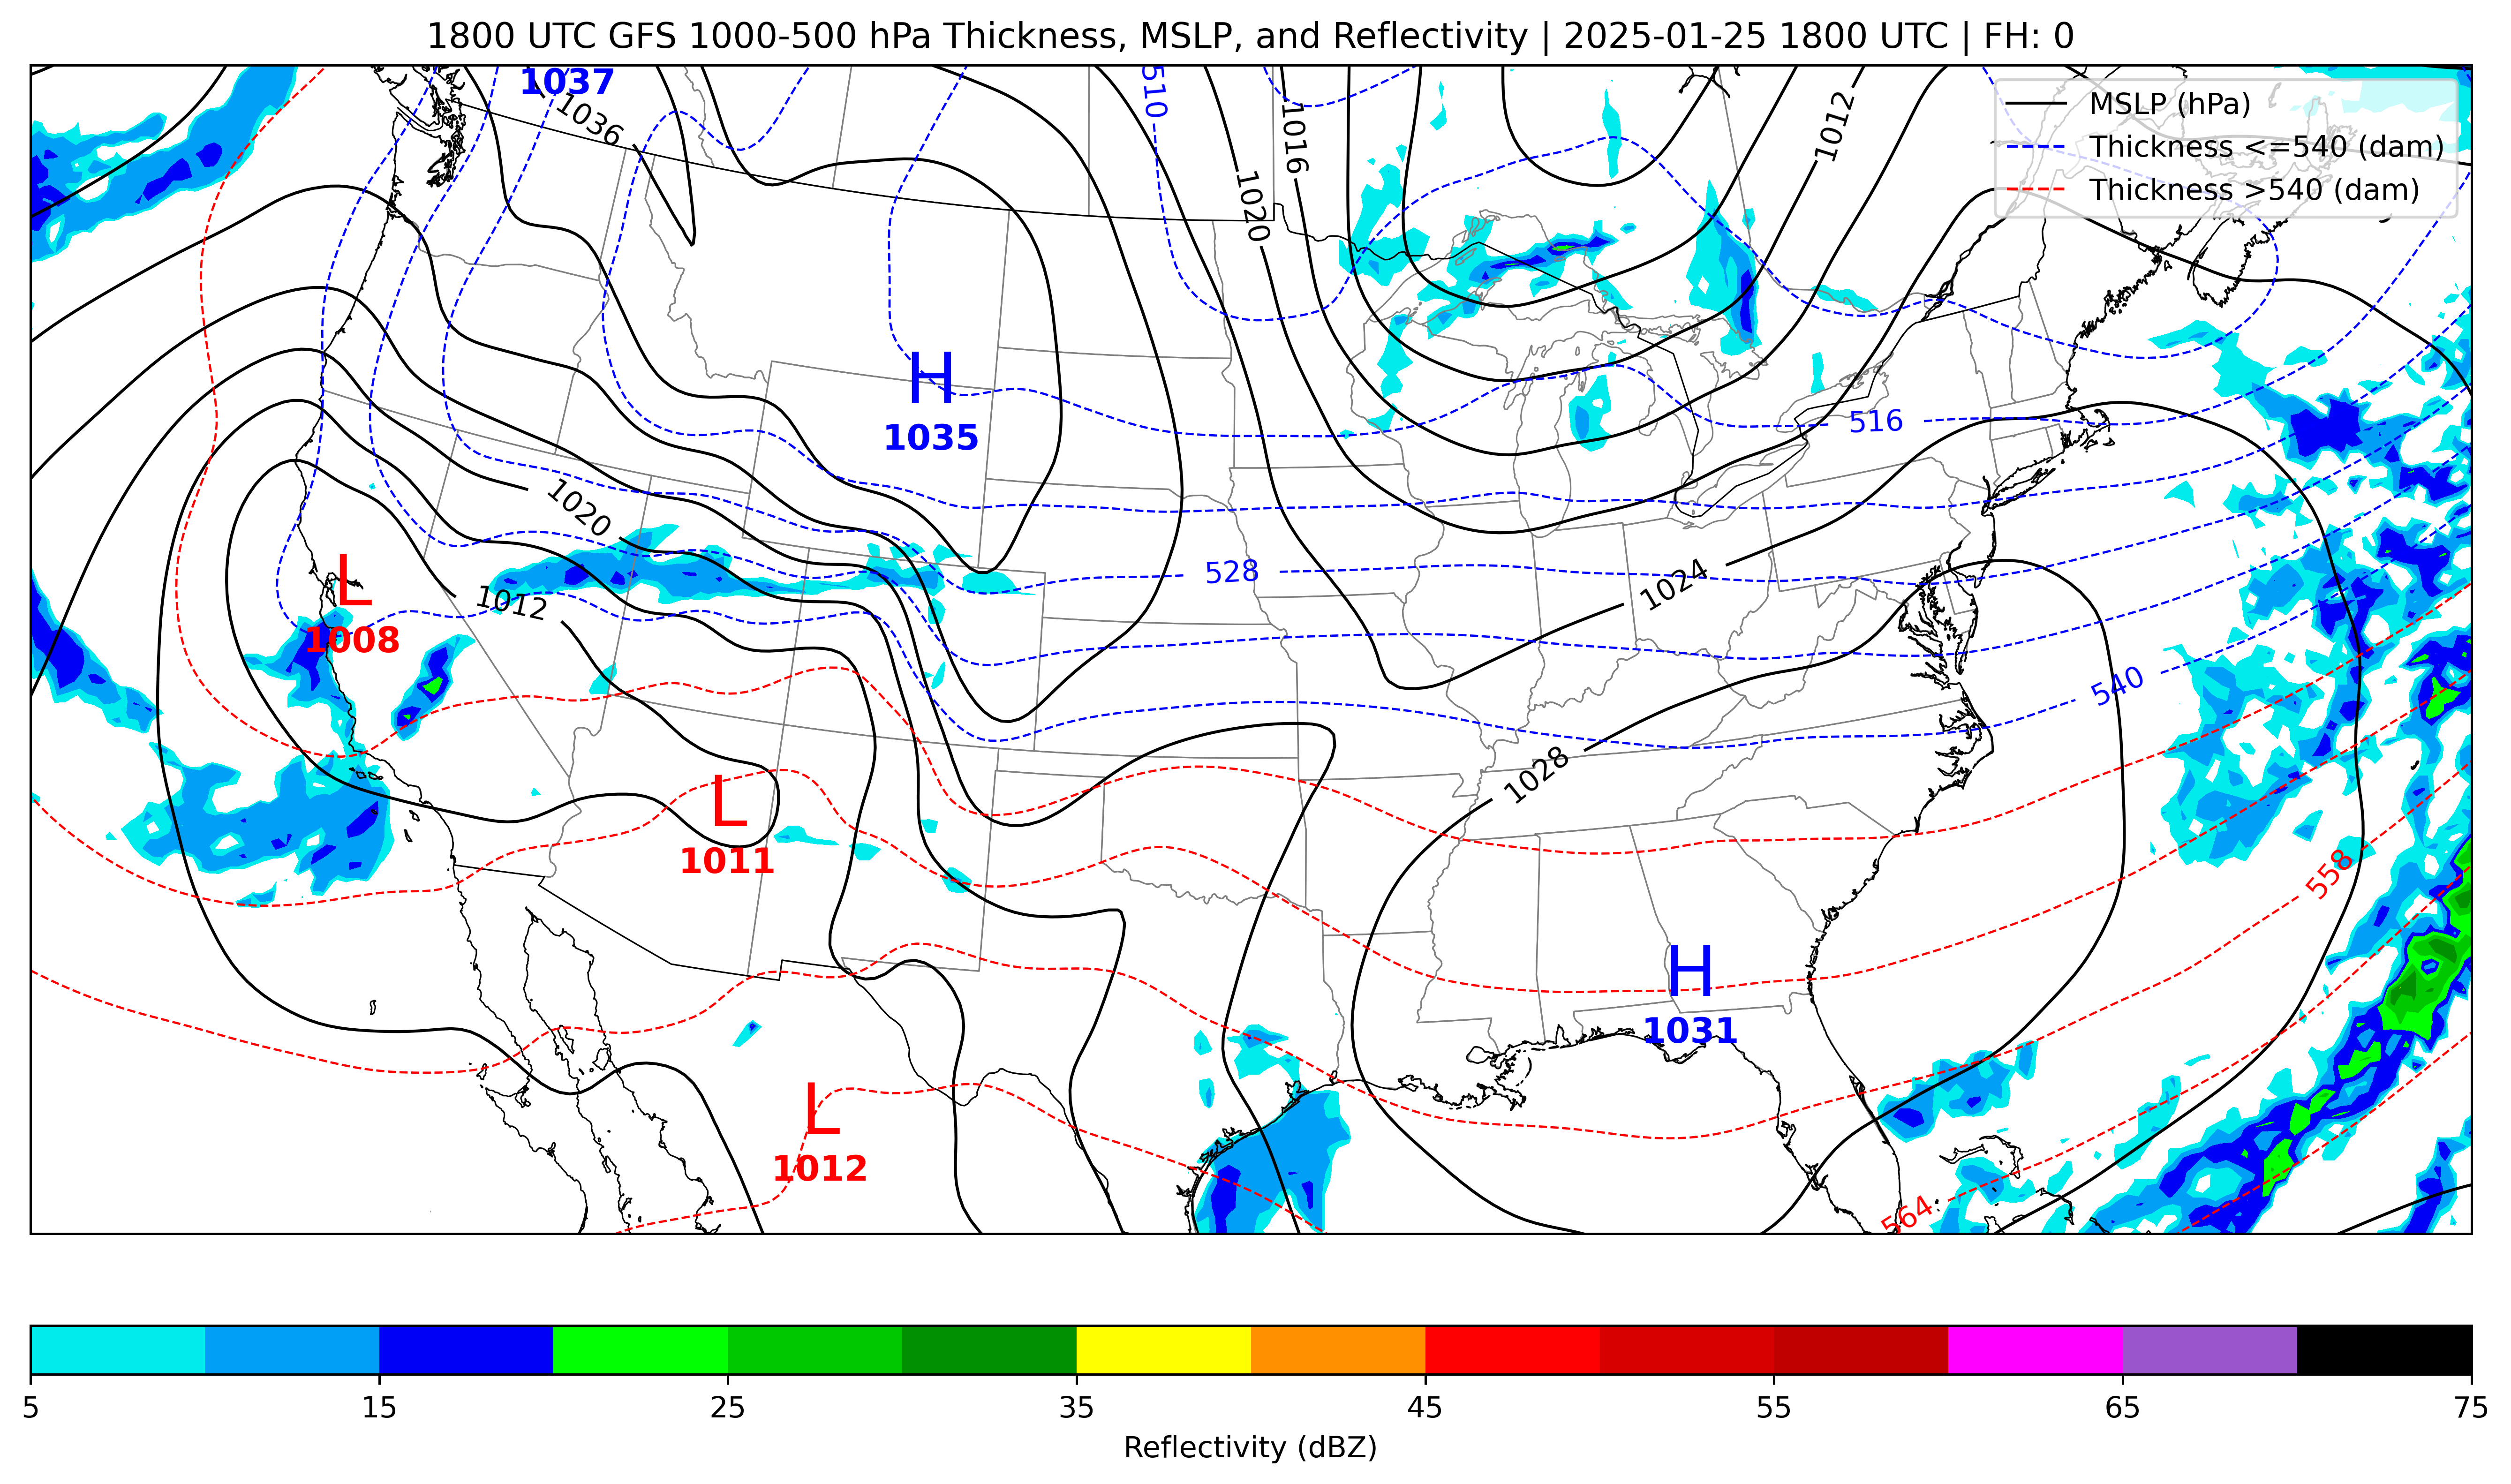 1800 UTC GFS 1000-500 hPa Thickness, MSLP, and Reflectivity | 2025-01-25 1800 UTC | FH: 0
1037
1036
510
1016
1012
MSLP (hPa)
Thickness <=540 (dam)
Thickness >540 (dam)
1020
H
1035
516
1020
528
1024
L
1008
1012
540
L
1011
1028
558
H
1031
L
1012
564
5 15 25 35 45 55 65 75
Reflectivity (dBZ)